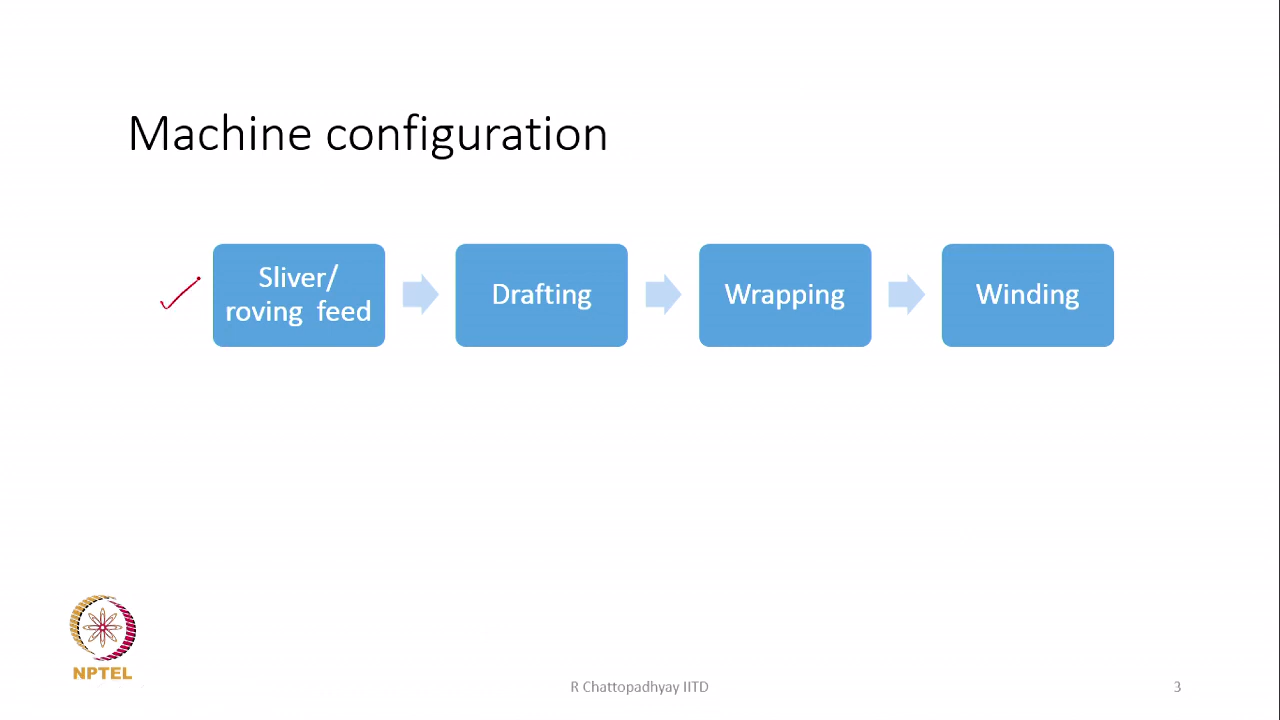 Machine configuration
Sliver/
roving feed
Drafting
Wrapping
Winding
NPTEL
R Chattopadhyay IITD
3